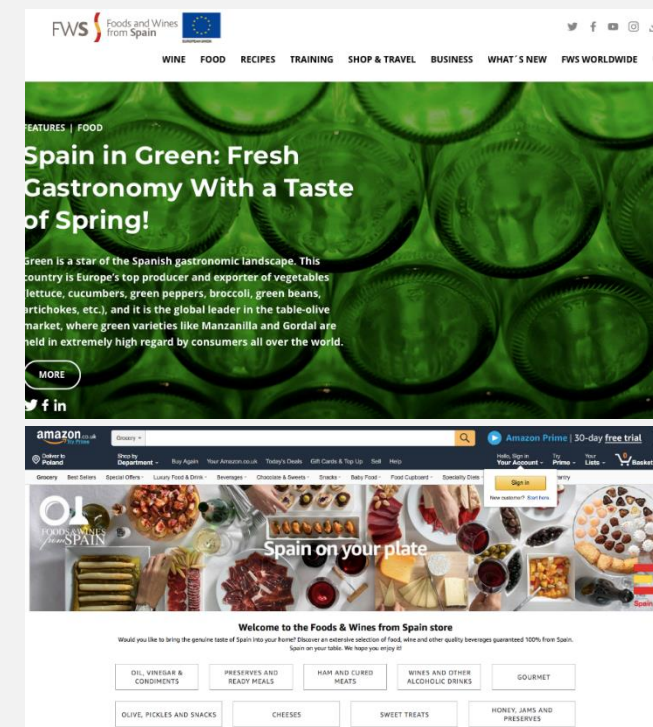 FWS Foods and Wines
from Spain
EUROPEAN UNION
WINE FOOD RECIPES TRAINING SHOP & TRAVEL BUSINESS WHAT´S NEW FWS WORLDWIDE
FEATURES | FOOD
Spain in Green: Fresh
Gastronomy With a Taste
of Spring!
Green is a star of the Spanish gastronomic landscape. This
country is Europe's top producer and exporter of vegetables
(lettuce, cucumbers, green peppers, broccoli, green beans,
artichokes, etc.), and it is the global leader in the table-olive
market, where green varieties like Manzanilla and Gordal are
held in extremely high regard by consumers all over the world.
MORE
amazon.co.uk
Try Prime
Grocery
Amazon Prime | 30-day free trial
Deliver to
Poland
Shop by
Department
Buy Again Your Amazon.co.uk Today's Deals Gift Cards & Top Up Sell Help
Hello, Sign in
Your Account
Try
Prime
Your
Lists
0
Basket
Grocery Best Sellers Special Offers Luxury Food & Drink Beverages Chocolate & Sweets Snacks Baby Food Food Cupboard Speciality Diets
Sign in
New customer? Start here.
FOODS & WINES
from SPAIN
Spain on your plate
Spain
Welcome to the Foods & Wines from Spain store
Would you like to bring the genuine taste of Spain into your home? Discover an extensive selection of food, wine and other quality beverages guaranteed 100% from Spain.
Spain on your table. We hope you enjoy it!
OIL, VINEGAR &
CONDIMENTS
PRESERVES AND
READY MEALS
HAM AND CURED
MEATS
WINES AND OTHER
ALCOHOLIC DRINKS
GOURMET
OLIVE, PICKLES AND SNACKS
CHEESES
SWEET TREATS
HONEY, JAMS AND
PRESERVES